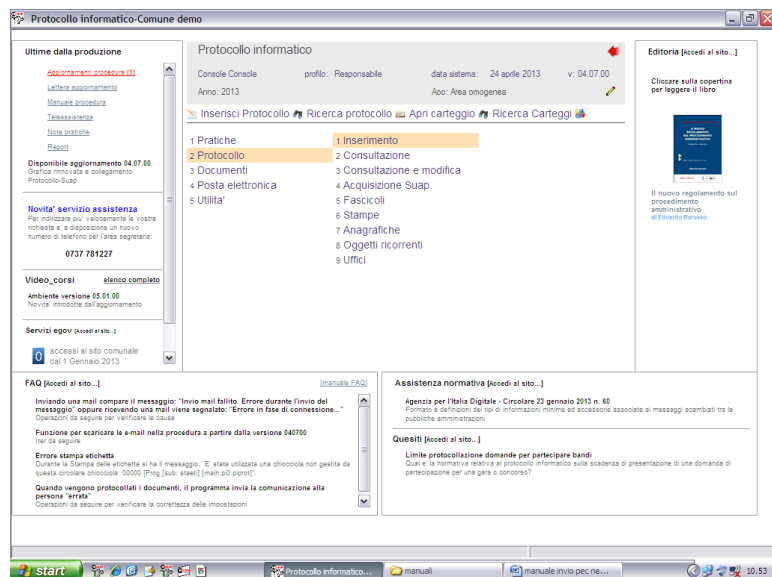 Protocollo informatico-Comune demo
Ultime dalla produzione
Aggiornamenti procedura (1)
Lettera aggiornamento
Manuale procedura
Teleassistenza
Note pratiche
Report
Disponibile aggiornamento 04.07.00
Grafica rinnovata e collegamento
Protocollo-Suap.
Novita' servizio assistenza
Per indirizzare piu' velocemente le vostre
richieste e' a disposizione un nuovo
numero di telefono per l'area segreteria:
0737 781227
Video_corsi elenco completo
Ambiente versione 05.01.00
Novita' introdotte dall'aggiornamento
Servizi egov [Accedi al sito...]
0 accessi al sito comunale
dal 1 Gennaio 2013
Protocollo informatico
Console Console profilo: Responsabile data sistema: 24 aprile 2013 v: 04.07.00
Anno: 2013 Aoo: Area omogenea
Inserisci Protocollo Ricerca protocollo Apri carteggio Ricerca Carteggi
1 Pratiche
2 Protocollo
3 Documenti
4 Posta elettronica
5 Utilita'
1 Inserimento
2 Consultazione
3 Consultazione e modifica
4 Acquisizione Suap
5 Fascicoli
6 Stampe
7 Anagrafiche
8 Oggetti ricorrenti
9 Uffici
Editoria [Accedi al sito...]
Cliccare sulla copertina
per leggere il libro
IL NUOVO
REGOLAMENTO
SUL PROCEDIMENTO
AMMINISTRATIVO
Il nuovo regolamento sul
procedimento
amministrativo
di Edoardo Barusso
FAQ [Accedi al sito...] [manuale FAQ]
Inviando una mail compare il messaggio: "Invio mail fallito. Errore durante l'invio del
messaggio" oppure ricevendo una mail viene segnalato: "Errore in fase di connessione..."
Operazioni da seguire per verificare le cause
Funzione per scaricare le e-mail nella procedura a partire dalla versione 040700
Iter da seguire
Errore stampa etichetta
Durante la Stampa delle etichette si ha il messaggio: "E' stata utilizzata una chiocciola non gestita da
questa circolare chiocciola: 00000 [Prog.[sub: staeti] [main:pi0:piprot]".
Quando vengono protocollati i documenti, il programma invia la comunicazione alla
persona "errata"
Operazioni da seguire per verificare la correttezza delle impostazioni
Assistenza normativa [Accedi al sito...]
Agenzia per l'Italia Digitale - Circolare 23 gennaio 2013 n. 60
Formato e definizioni dei tipi di informazioni minime ed accessorie associate ai messaggi scambiati tra le
pubbliche amministrazioni
Quesiti [Accedi al sito...]
Limite protocollazione domande per partecipare bandi
Qual e' la normativa relativa al protocollo informatico sulla scadenza di presentazione di una domanda di
partecipazione per una gara o concorso?
start Protocollo informatico... manuali manuale invio pec ne... 10.53